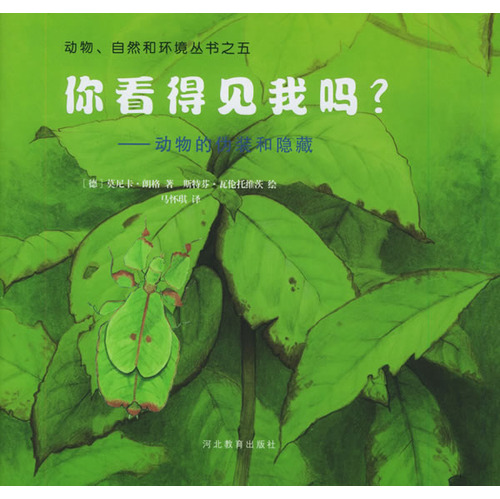 动物、自然和环境丛书之五
你看得见我吗？
——动物的伪装和隐藏
［德］莫尼卡·朗格 著 斯特芬·瓦伦托维茨 绘
马怀琪 译
河北教育出版社